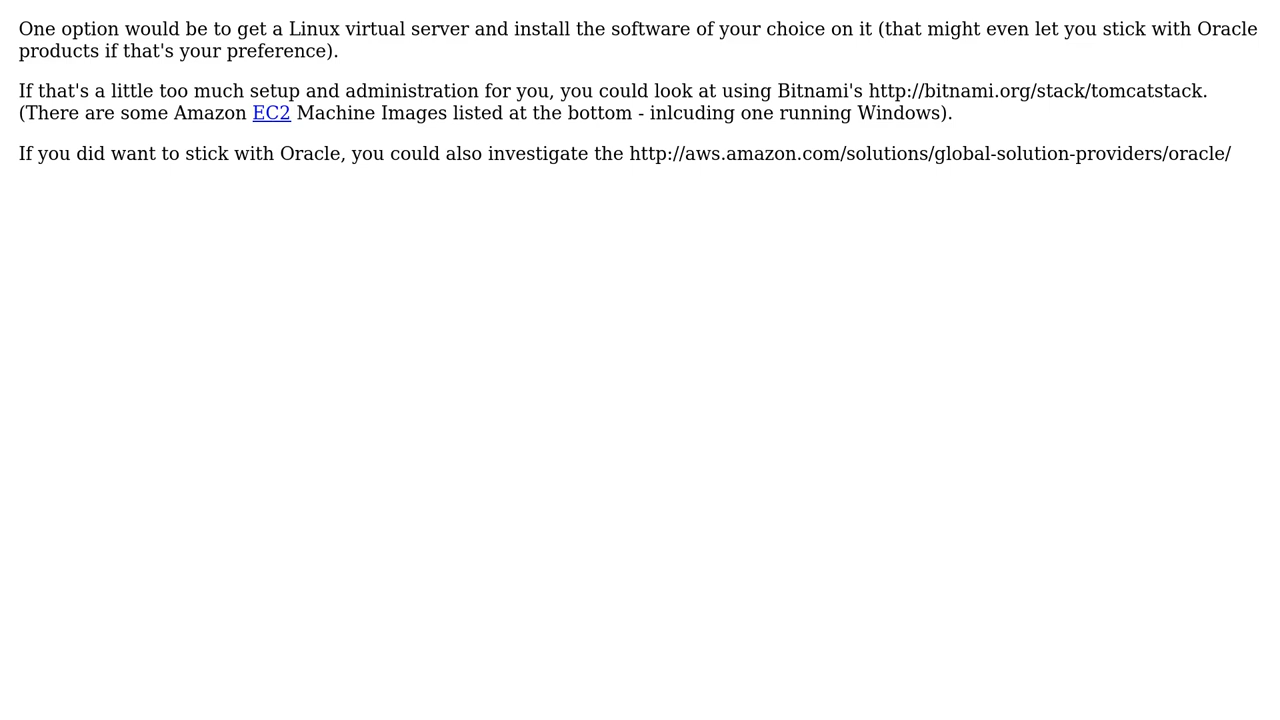 One option would be to get a Linux virtual server and install the software of your choice on it (that might even let you stick with Oracle
products if that's your preference).
If that's a little too much setup and administration for you, you could look at using Bitnami's http://bitnami.org/stack/tomcatstack.
(There are some Amazon EC2 Machine Images listed at the bottom - inlcuding one running Windows).
If you did want to stick with Oracle, you could also investigate the http://aws.amazon.com/solutions/global-solution-providers/oracle/